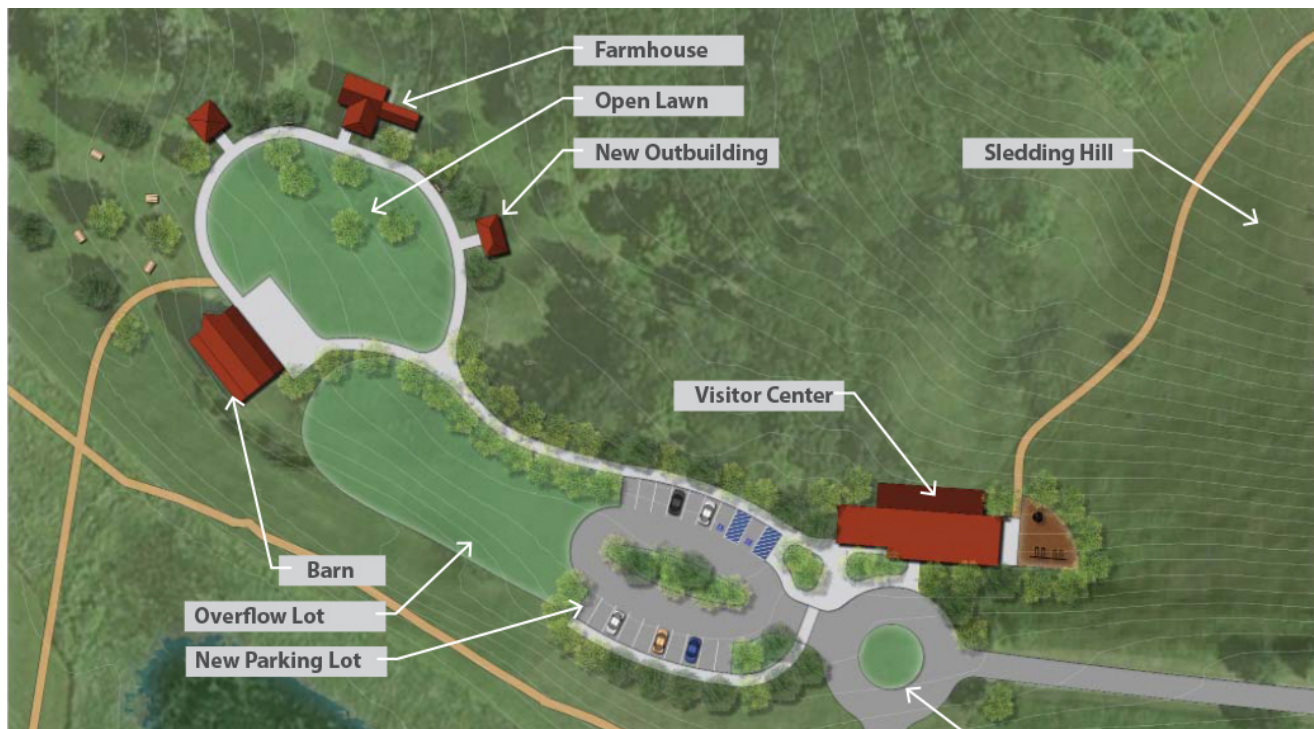 Farmhouse
Open Lawn
New Outbuilding
Sledding Hill
Visitor Center
Barn
Overflow Lot
New Parking Lot